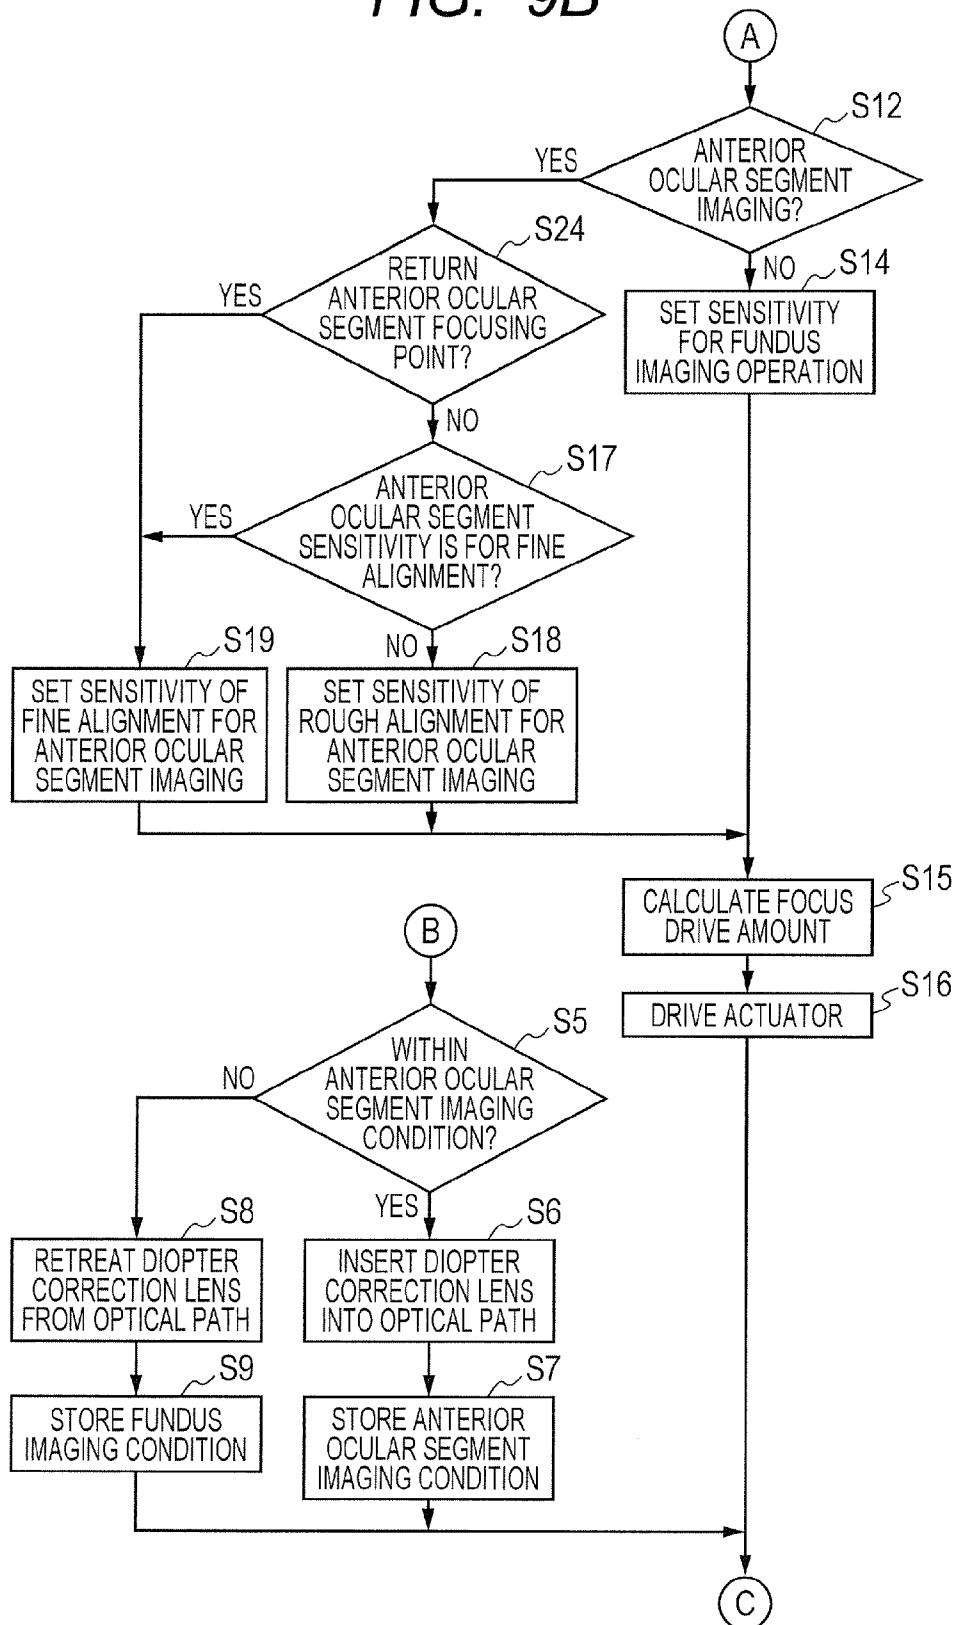 FIG. 9B
A
S12
ANTERIOR
OCULAR SEGMENT
IMAGING?
YES
NO
S24
RETURN
ANTERIOR OCULAR
SEGMENT FOCUSING
POINT?
YES
NO
S14
SET SENSITIVITY
FOR FUNDUS
IMAGING OPERATION
S17
ANTERIOR
OCULAR SEGMENT
SENSITIVITY IS FOR FINE
ALIGNMENT?
YES
NO
S19
SET SENSITIVITY OF
FINE ALIGNMENT FOR
ANTERIOR OCULAR
SEGMENT IMAGING
S18
SET SENSITIVITY OF
ROUGH ALIGNMENT FOR
ANTERIOR OCULAR
SEGMENT IMAGING
S15
CALCULATE FOCUS
DRIVE AMOUNT
S16
DRIVE ACTUATOR
B
S5
WITHIN
ANTERIOR OCULAR
SEGMENT IMAGING
CONDITION?
NO
YES
S8
RETREAT DIOPTER
CORRECTION LENS
FROM OPTICAL PATH
S6
INSERT DIOPTER
CORRECTION LENS
INTO OPTICAL PATH
S9
STORE FUNDUS
IMAGING CONDITION
S7
STORE ANTERIOR
OCULAR SEGMENT
IMAGING CONDITION
C